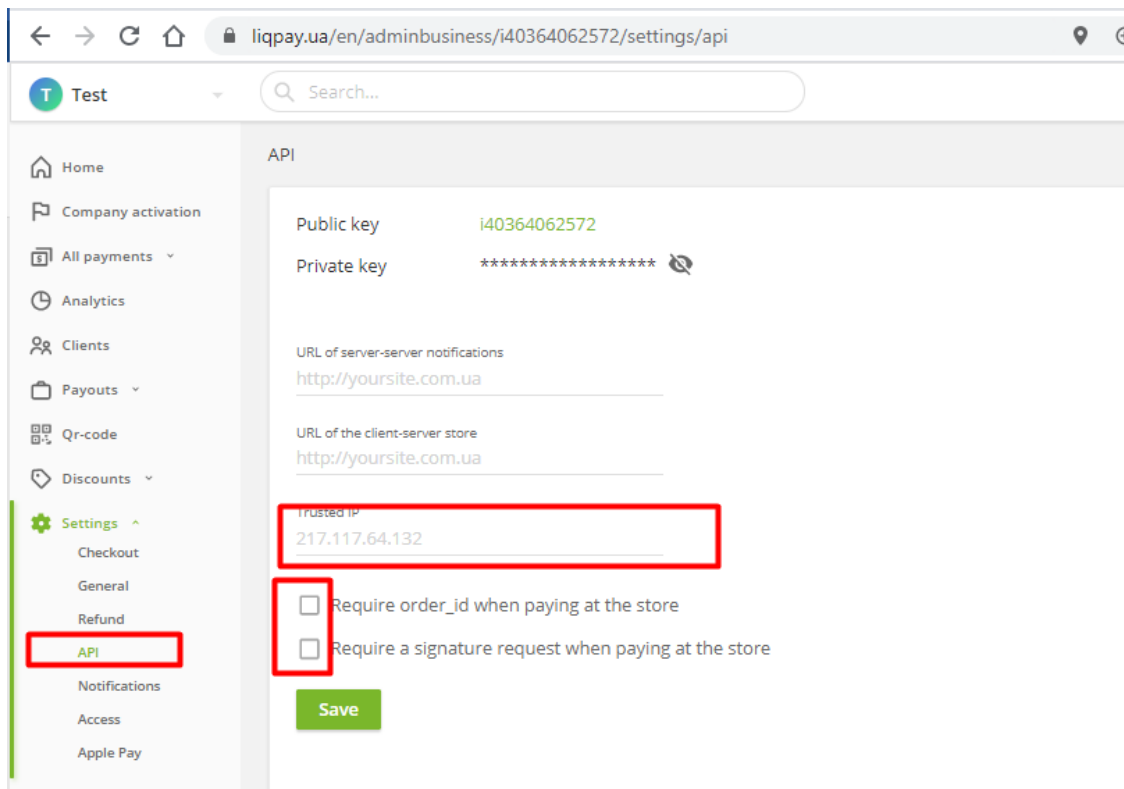 liqpay.ua/en/adminbusiness/i40364062572/settings/api
T Test
Search...
Home
Company activation
All payments
Analytics
Clients
Payouts
Qr-code
Discounts
Settings
Checkout
General
Refund
API
Notifications
Access
Apple Pay
API
Public key i40364062572
Private key ******************
URL of server-server notifications
http://yoursite.com.ua
URL of the client-server store
http://yoursite.com.ua
Trusted IP
217.117.64.132
Require order_id when paying at the store
Require a signature request when paying at the store
Save